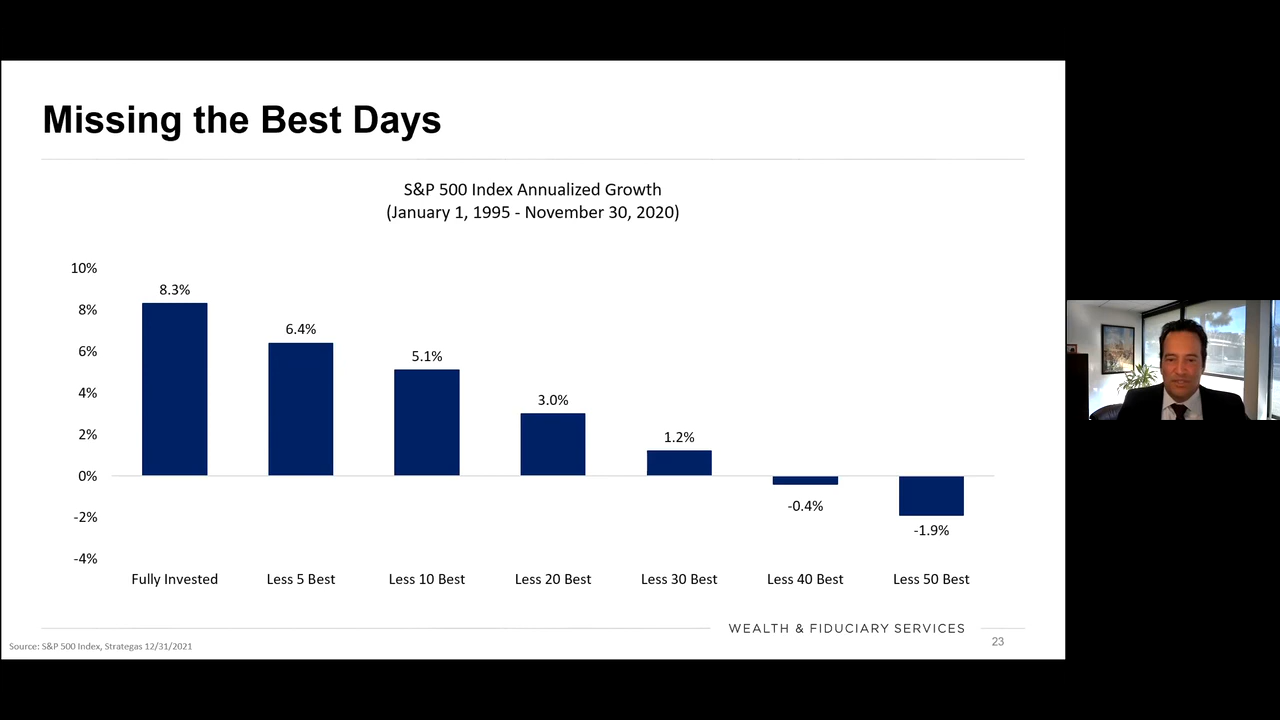 Missing the Best Days
S&P 500 Index Annualized Growth
(January 1, 1995 - November 30, 2020)
10%
8%
6%
4%
2%
0%
-2%
-4%
8.3%
6.4%
5.1%
3.0%
1.2%
-0.4%
-1.9%
Fully Invested
Less 5 Best
Less 10 Best
Less 20 Best
Less 30 Best
Less 40 Best
Less 50 Best
WEALTH & FIDUCIARY SERVICES
23
Source: S&P 500 Index, Strategas 12/31/2021